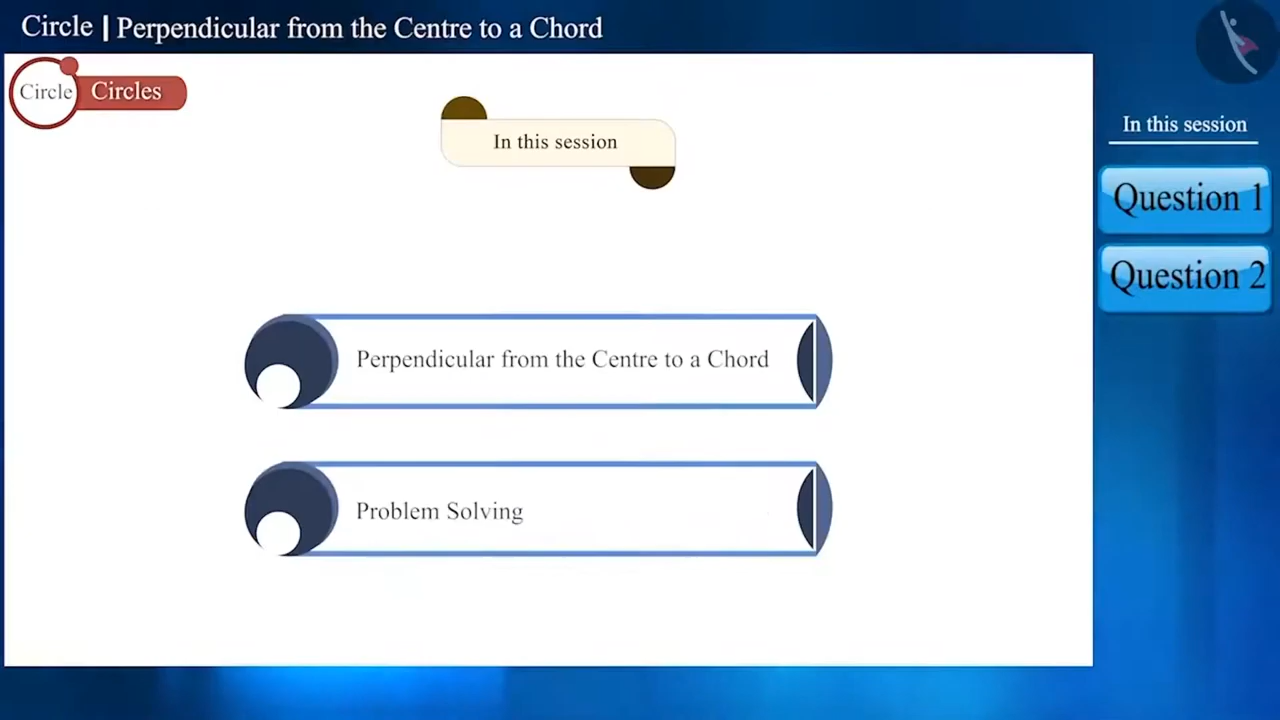 Circle | Perpendicular from the Centre to a Chord
Circle Circles
In this session
Perpendicular from the Centre to a Chord
Problem Solving
In this session
Question 1
Question 2